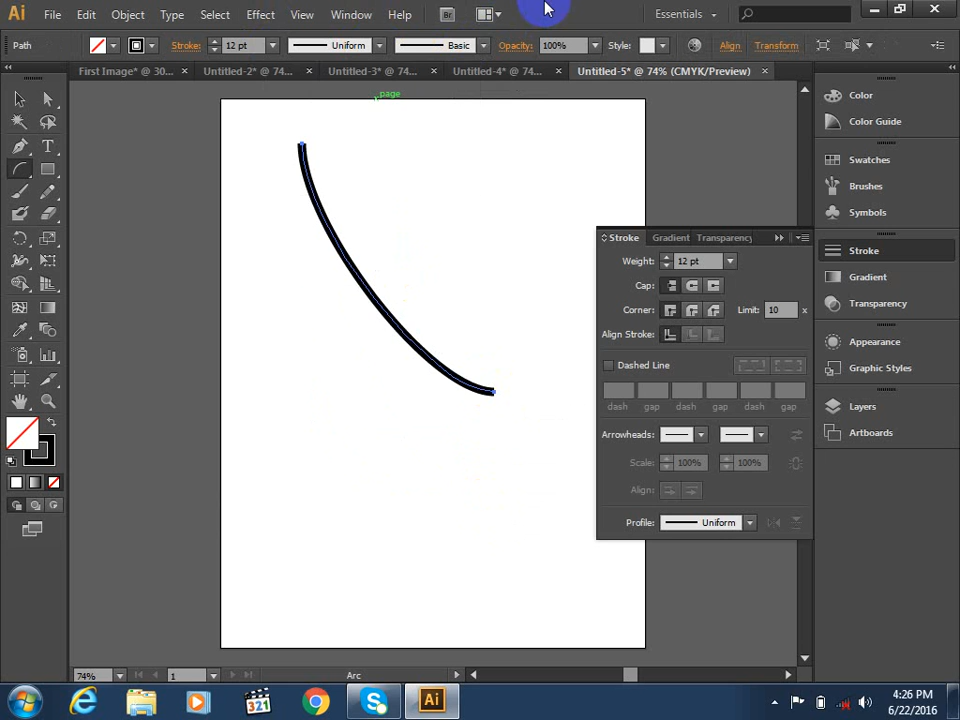 Ai File Edit Object Type Select Effect View Window Help Br Essentials
Path Stroke: 12 pt Uniform Basic Opacity: 100% Style: Align Transform
First Image* @ 30... × Untitled-2* @ 74... × Untitled-3* @ 74... × Untitled-4* @ 74... × Untitled-5* @ 74% (CMYK/Preview) ×
page
Color
Color Guide
Swatches
Brushes
Symbols
Stroke
Gradient
Transparency
Appearance
Graphic Styles
Layers
Artboards
Stroke Gradient Transparency
Weight: 12 pt
Cap:
Corner: Limit: 10 x
Align Stroke:
Dashed Line
dash gap dash gap dash gap
Arrowheads:
Scale: 100% 100%
Align:
Profile: Uniform
T
74% 1 Arc
321 S Ai
4:26 PM
6/22/2016